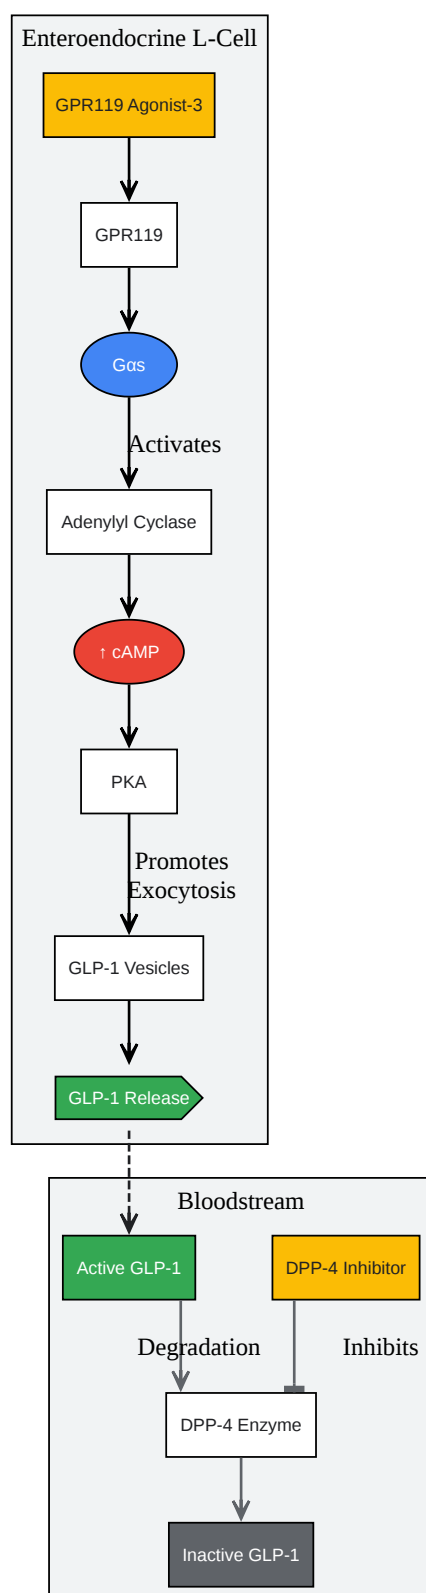 Enteroendocrine L-Cell
GPR119 Agonist-3
GPR119
Gαs
Activates
Adenylyl Cyclase
↑ cAMP
PKA
Promotes
Exocytosis
GLP-1 Vesicles
GLP-1 Release
Bloodstream
Active GLP-1
DPP-4 Inhibitor
Degradation
Inhibits
DPP-4 Enzyme
Inactive GLP-1